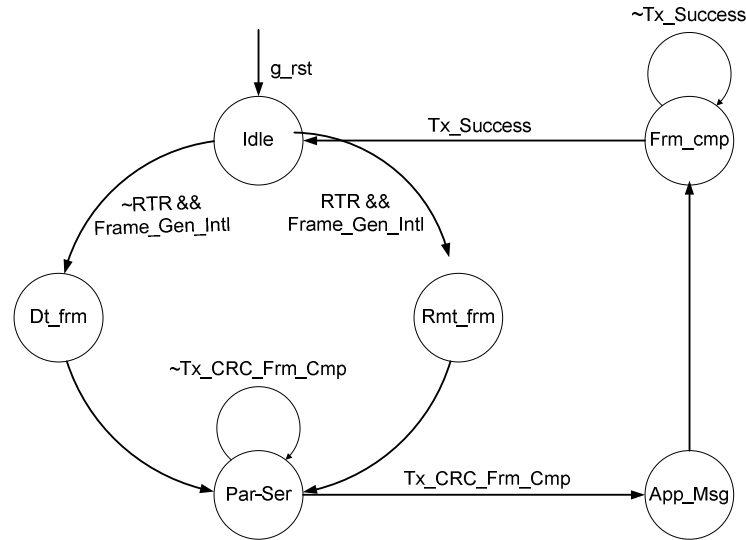 ~Tx_Success
g_rst
Idle
Tx_Success
Frm_cmp
~RTR &&
Frame_Gen_Intl
RTR &&
Frame_Gen_Intl
Dt_frm
Rmt_frm
~Tx_CRC_Frm_Cmp
Par-Ser
Tx_CRC_Frm_Cmp
App_Msg